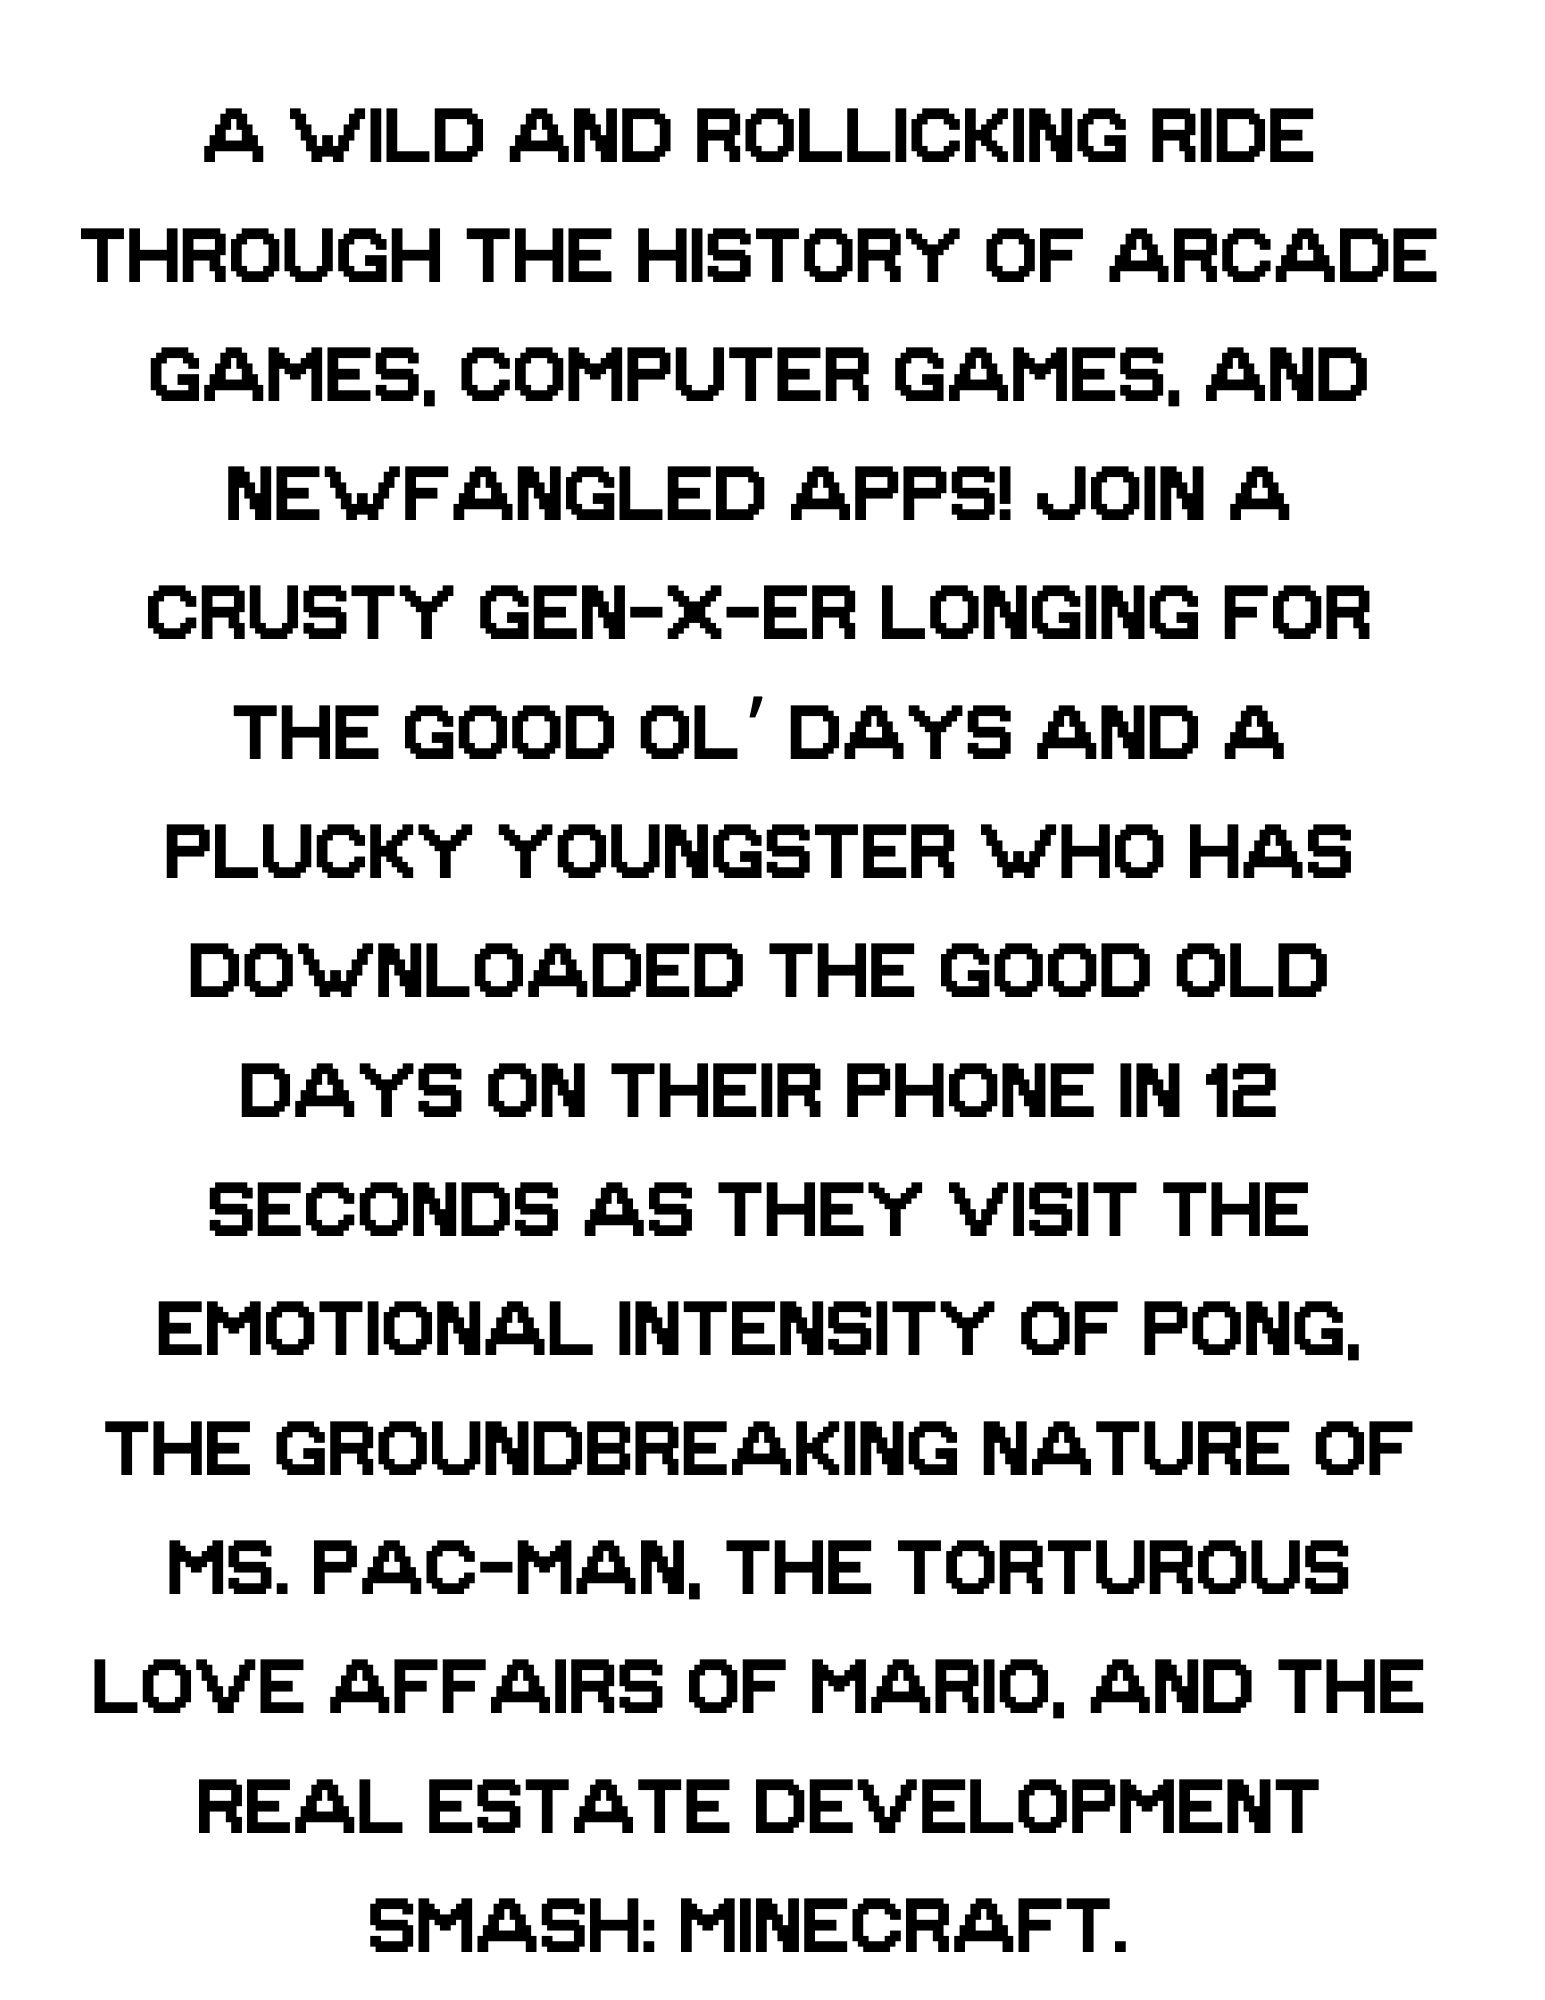 A WILD AND ROLLICKING RIDE
THROUGH THE HISTORY OF ARCADE
GAMES, COMPUTER GAMES, AND
NEWFANGLED APPS! JOIN A
CRUSTY GEN-X-ER LONGING FOR
THE GOOD OL' DAYS AND A
PLUCKY YOUNGSTER WHO HAS
DOWNLOADED THE GOOD OLD
DAYS ON THEIR PHONE IN 12
SECONDS AS THEY VISIT THE
EMOTIONAL INTENSITY OF PONG,
THE GROUNDBREAKING NATURE OF
MS. PAC-MAN, THE TORTUROUS
LOVE AFFAIRS OF MARIO, AND THE
REAL ESTATE DEVELOPMENT
SMASH: MINECRAFT.